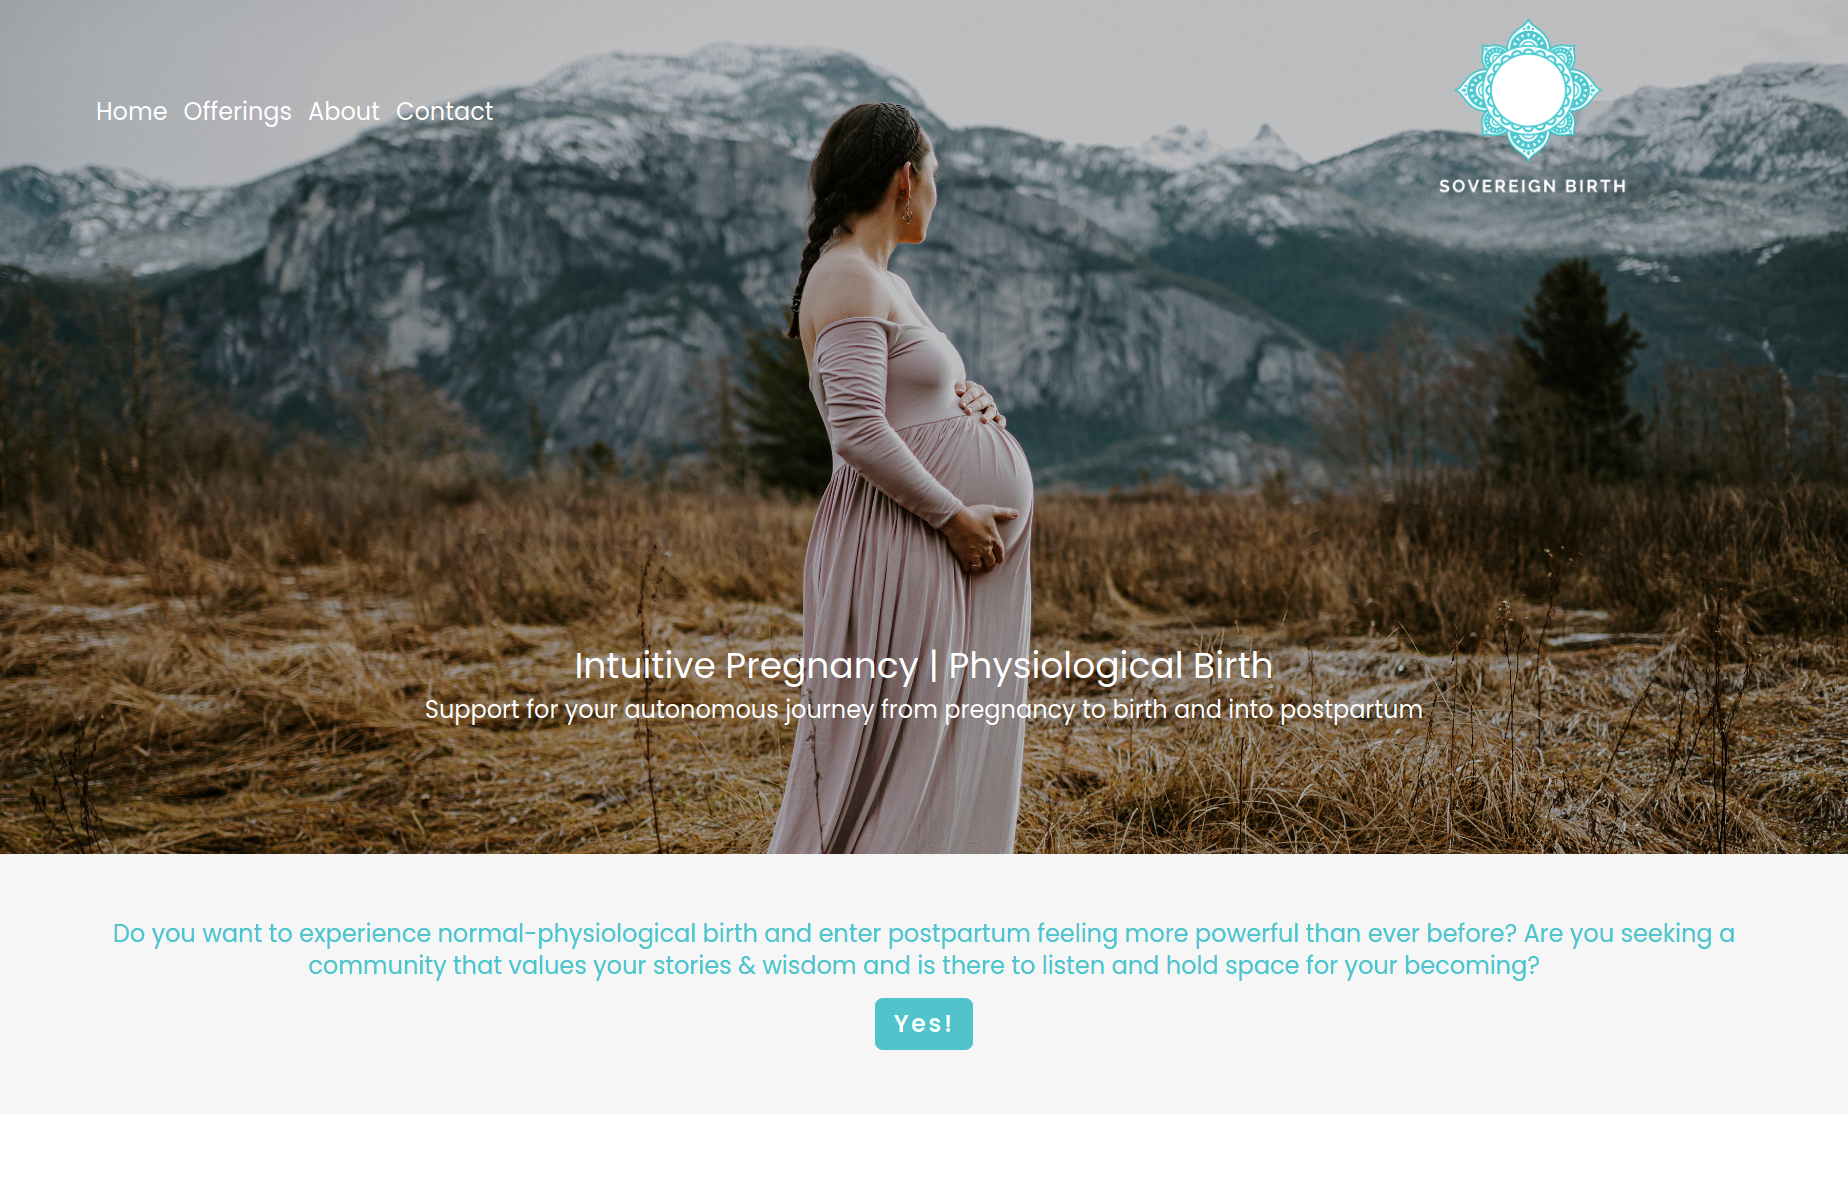 Home Offerings About Contact
SOVEREIGN BIRTH
Intuitive Pregnancy | Physiological Birth
Support for your autonomous journey from pregnancy to birth and into postpartum
Do you want to experience normal-physiological birth and enter postpartum feeling more powerful than ever before? Are you seeking a
community that values your stories & wisdom and is there to listen and hold space for your becoming?
Yes!